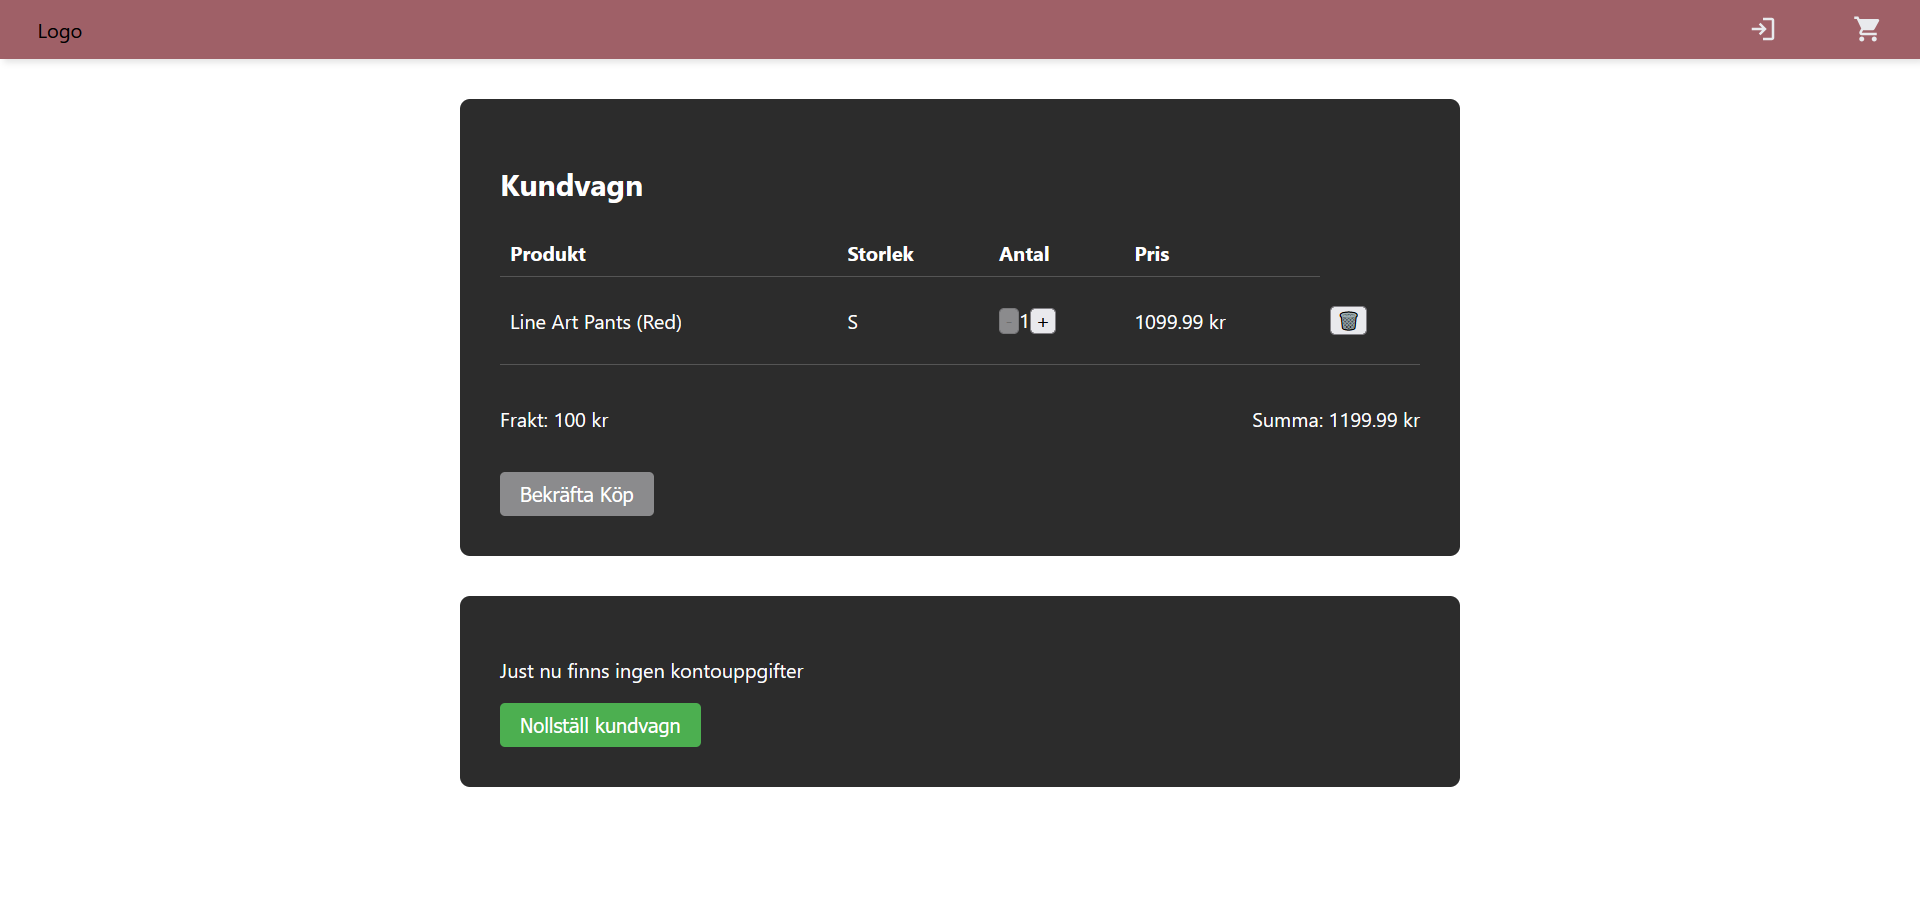 Logo
Kundvagn
Produkt Storlek Antal Pris
Line Art Pants (Red) S - 1 + 1099.99 kr
Frakt: 100 kr Summa: 1199.99 kr
Bekräfta Köp
Just nu finns ingen kontouppgifter
Nollställ kundvagn